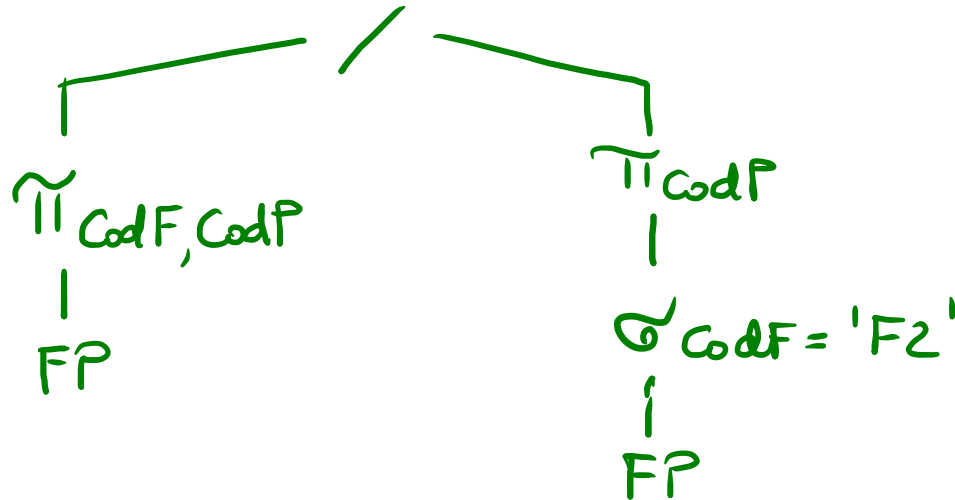 /
π CodF, CodP
π CodP
FP
σ CodF = 'F2'
FP